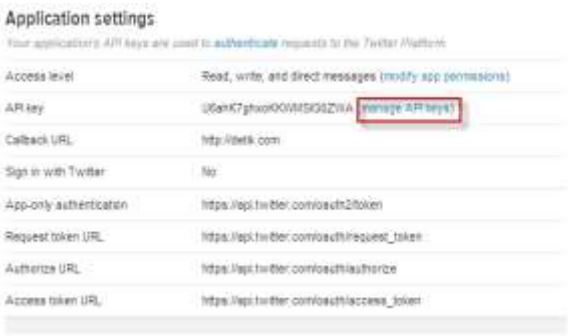 Application settings
Your application's API keys are used to authenticate requests to the Twitter Platform.
Access level Read, write, and direct messages (modify app permissions)
API key (manage API keys)
Callback URL http://detik.com
Sign in with Twitter No
App-only authentication https://api.twitter.com/oauth2/token
Request token URL https://api.twitter.com/oauth/request_token
Authorize URL https://api.twitter.com/oauth/authorize
Access token URL https://api.twitter.com/oauth/access_token